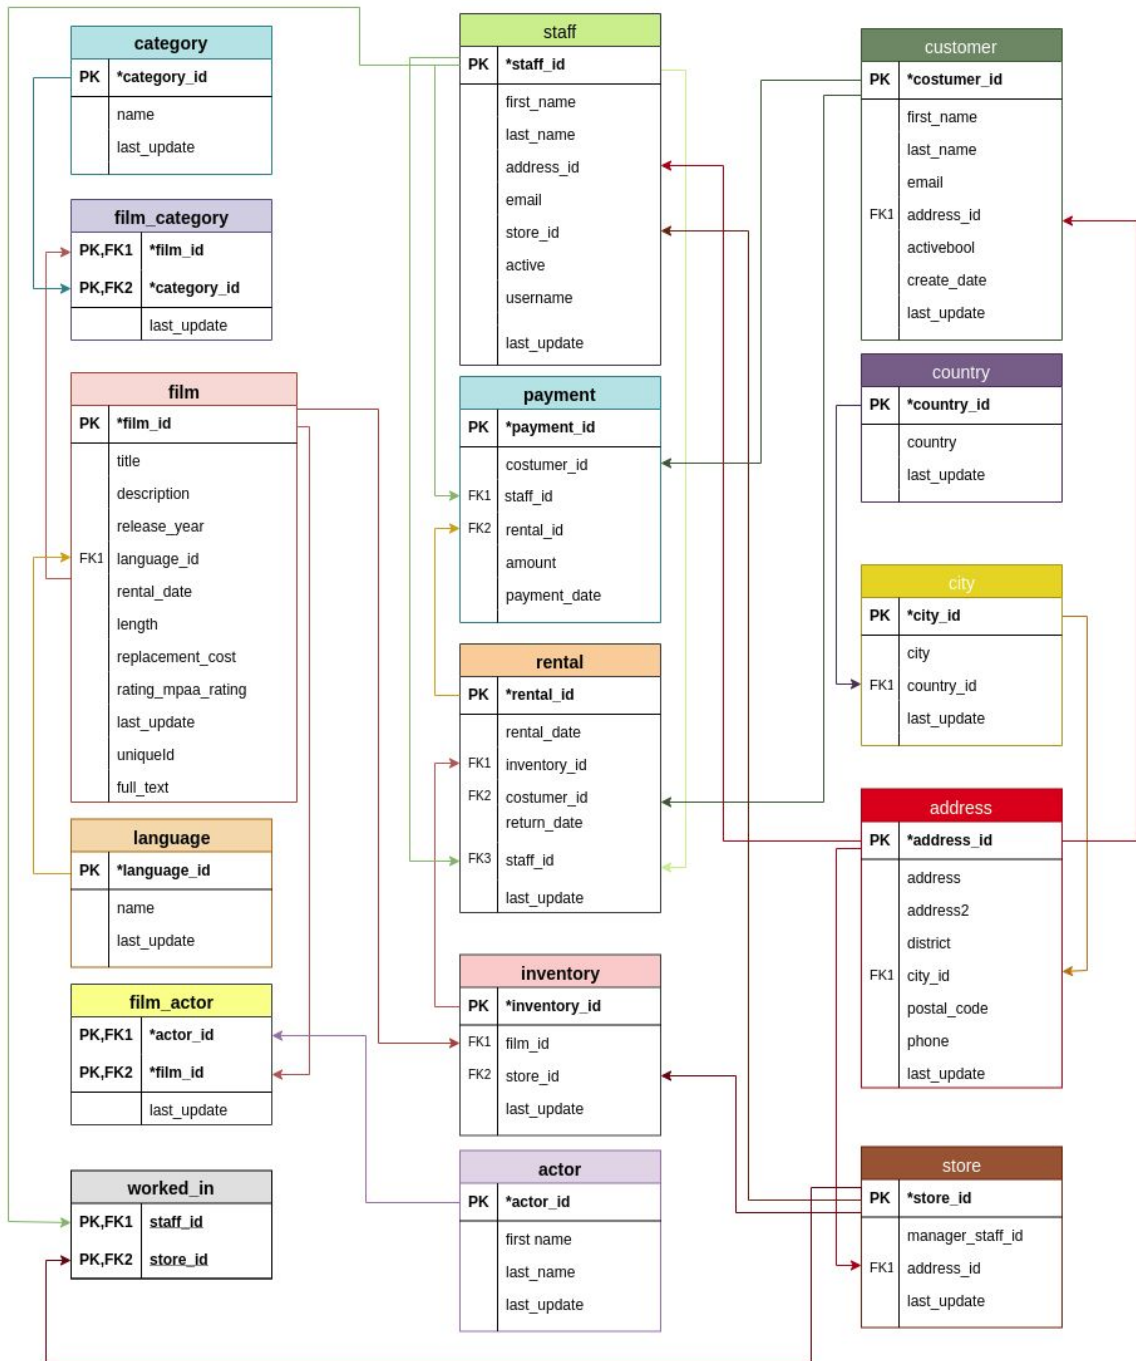 category
PK *category_id
name
last_update
film_category
PK,FK1 *film_id
PK,FK2 *category_id
last_update
film
PK *film_id
title
description
release_year
FK1 language_id
rental_date
length
replacement_cost
rating_mpaa_rating
last_update
uniqueId
full_text
language
PK *language_id
name
last_update
film_actor
PK,FK1 *actor_id
PK,FK2 *film_id
last_update
worked_in
PK,FK1 staff_id
PK,FK2 store_id
staff
PK *staff_id
first_name
last_name
address_id
email
store_id
active
username
last_update
payment
PK *payment_id
costumer_id
FK1 staff_id
FK2 rental_id
amount
payment_date
rental
PK *rental_id
rental_date
FK1 inventory_id
FK2 costumer_id
return_date
FK3 staff_id
last_update
inventory
PK *inventory_id
FK1 film_id
FK2 store_id
last_update
actor
PK *actor_id
first name
last_name
last_update
customer
PK *costumer_id
first_name
last_name
email
FK1 address_id
activebool
create_date
last_update
country
PK *country_id
country
last_update
city
PK *city_id
city
FK1 country_id
last_update
address
PK *address_id
address
address2
district
FK1 city_id
postal_code
phone
last_update
store
PK *store_id
manager_staff_id
FK1 address_id
last_update